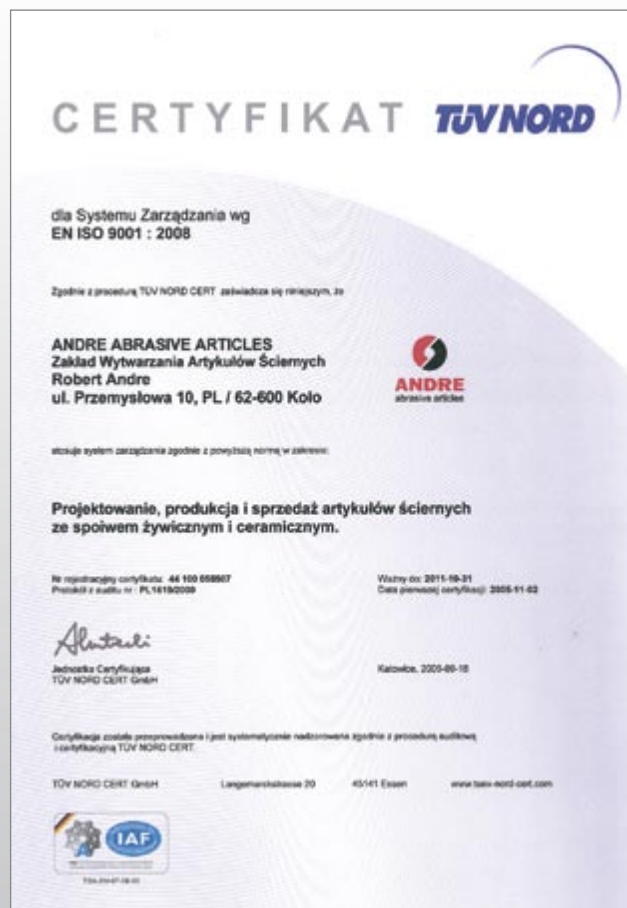 CERTYFIKAT TÜV NORD
dla Systemu Zarządzania wg
EN ISO 9001 : 2008
Zgodnie z procedurą TÜV NORD CERT zaświadcza się niniejszym, że
ANDRE ABRASIVE ARTICLES
Zakład Wytwarzania Artykułów Ściernych
Robert Andre
ul. Przemysłowa 10, PL / 62-600 Koło
ANDRE
abrasive articles
stosuje system zarządzania zgodnie z powyższą normą w zakresie:
Projektowanie, produkcja i sprzedaż artykułów ściernych
ze spoiwem żywicznym i ceramicznym.
Nr rejestracyjny certyfikatu: 44 100
Protokół z auditu nr : PL1619/2009
Ważny do: 2011-10-31
Data pierwszej certyfikacji: 2005-11-02
Jednostka Certyfikująca
TÜV NORD CERT GmbH
Katowice,
Certyfikacja została przeprowadzona i jest systematycznie nadzorowana zgodnie z procedurą auditową
i certyfikacyjną TÜV NORD CERT.
TÜV NORD CERT GmbH Langemarckstrasse 20 45141 Essen www.tuev-nord-cert.com
IAF